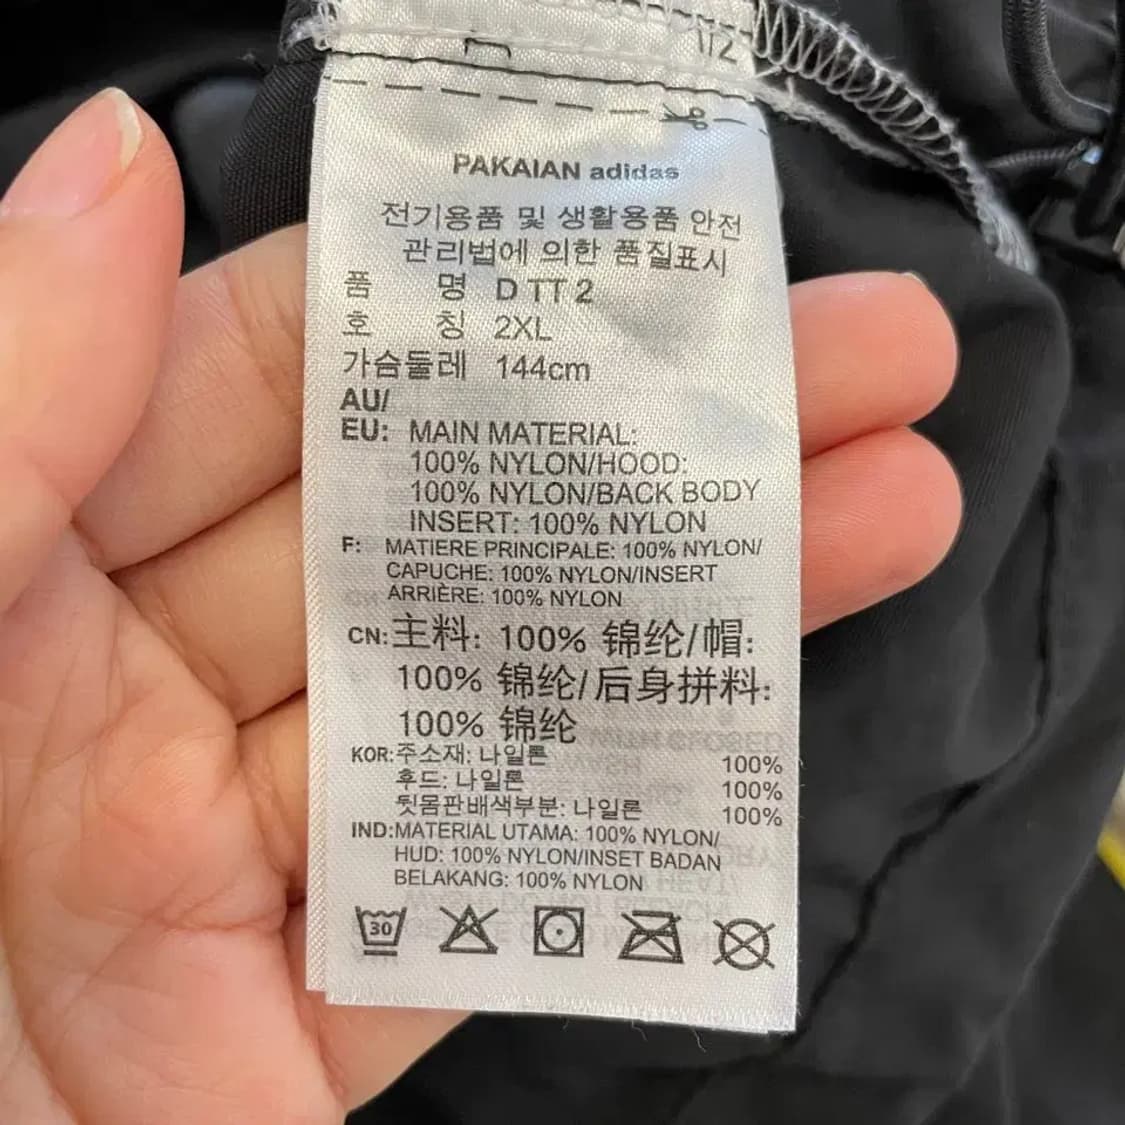 1/2
PAKAIAN adidas
전기용품 및 생활용품 안전
관리법에 의한 품질표시
품 명 D TT 2
호 칭 2XL
가슴둘레 144cm
AU/
EU: MAIN MATERIAL:
100% NYLON/HOOD:
100% NYLON/BACK BODY
INSERT: 100% NYLON
F: MATIERE PRINCIPALE: 100% NYLON/
CAPUCHE: 100% NYLON/INSERT
ARRIÈRE: 100% NYLON
CN:主料: 100% 锦纶/帽:
100% 锦纶/后身拼料:
100% 锦纶
KOR:주소재: 나일론 100%
후드: 나일론 100%
뒷몸판배색부분: 나일론 100%
IND:MATERIAL UTAMA: 100% NYLON/
HUD: 100% NYLON/INSET BADAN
BELAKANG: 100% NYLON
30